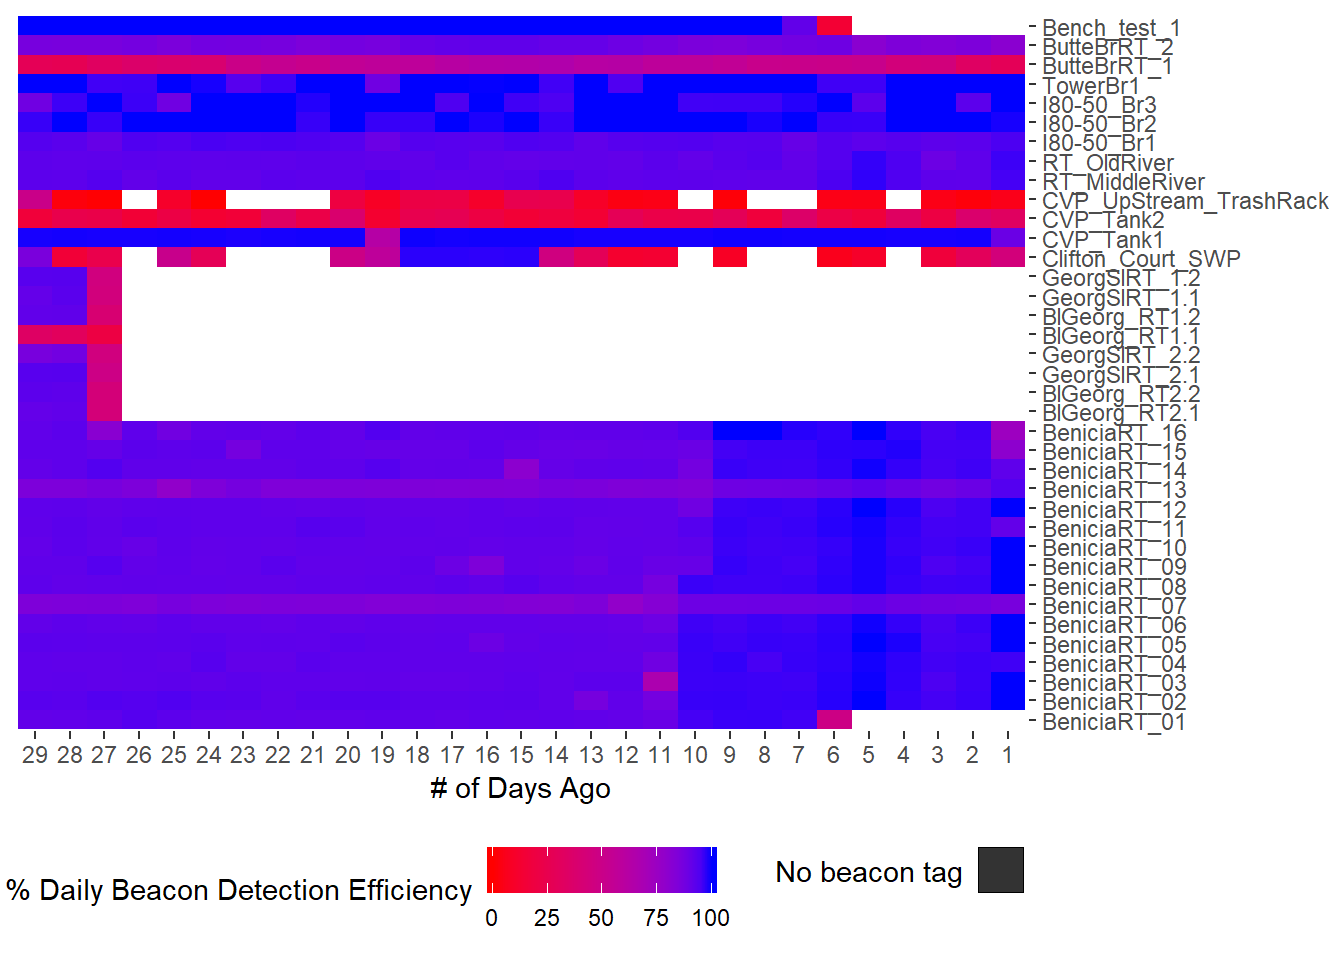 Bench_test_1
ButteBrRT_2
ButteBrRT_1
TowerBr1
I80-50_Br3
I80-50_Br2
I80-50_Br1
RT_OldRiver
RT_MiddleRiver
CVP_UpStream_TrashRack
CVP_Tank2
CVP_Tank1
Clifton_Court_SWP
GeorgSlRT_1.2
GeorgSlRT_1.1
BlGeorg_RT1.2
BlGeorg_RT1.1
GeorgSlRT_2.2
GeorgSlRT_2.1
BlGeorg_RT2.2
BlGeorg_RT2.1
BeniciaRT_16
BeniciaRT_15
BeniciaRT_14
BeniciaRT_13
BeniciaRT_12
BeniciaRT_11
BeniciaRT_10
BeniciaRT_09
BeniciaRT_08
BeniciaRT_07
BeniciaRT_06
BeniciaRT_05
BeniciaRT_04
BeniciaRT_03
BeniciaRT_02
BeniciaRT_01
29 28 27 26 25 24 23 22 21 20 19 18 17 16 15 14 13 12 11 10 9 8 7 6 5 4 3 2 1
# of Days Ago
% Daily Beacon Detection Efficiency
0 25 50 75 100
No beacon tag